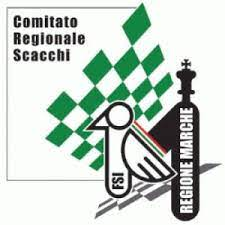 Comitato
Regionale
Scacchi
FSI
REGIONE MARCHE